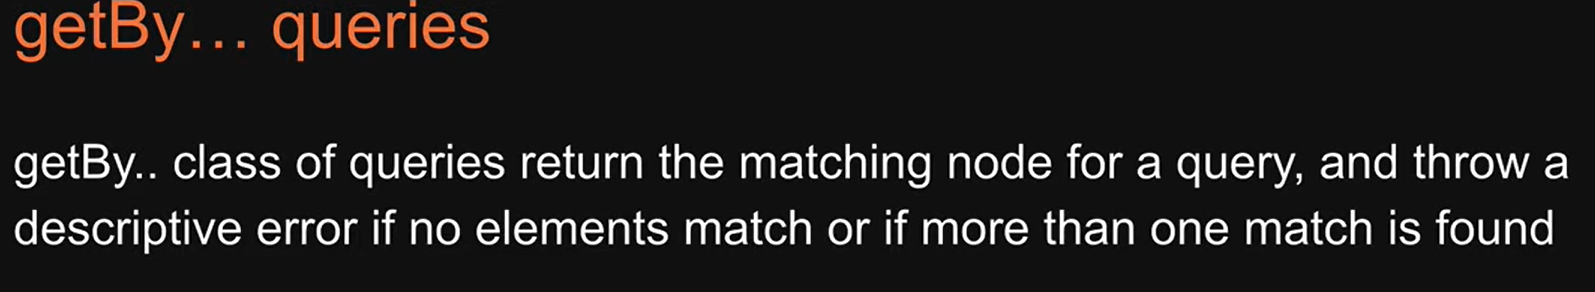 getBy… queries
getBy.. class of queries return the matching node for a query, and throw a
descriptive error if no elements match or if more than one match is found